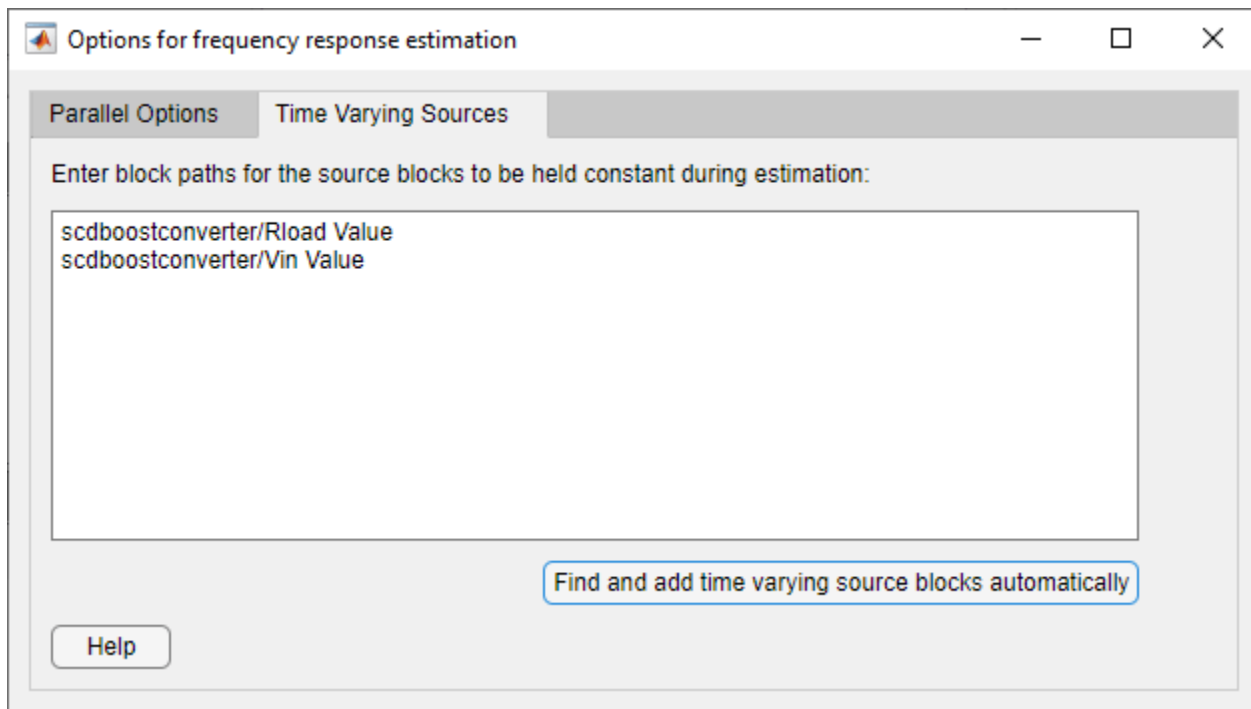 Options for frequency response estimation
Parallel Options
Time Varying Sources
Enter block paths for the source blocks to be held constant during estimation:
scdboostconverter/Rload Value
scdboostconverter/Vin Value
Find and add time varying source blocks automatically
Help